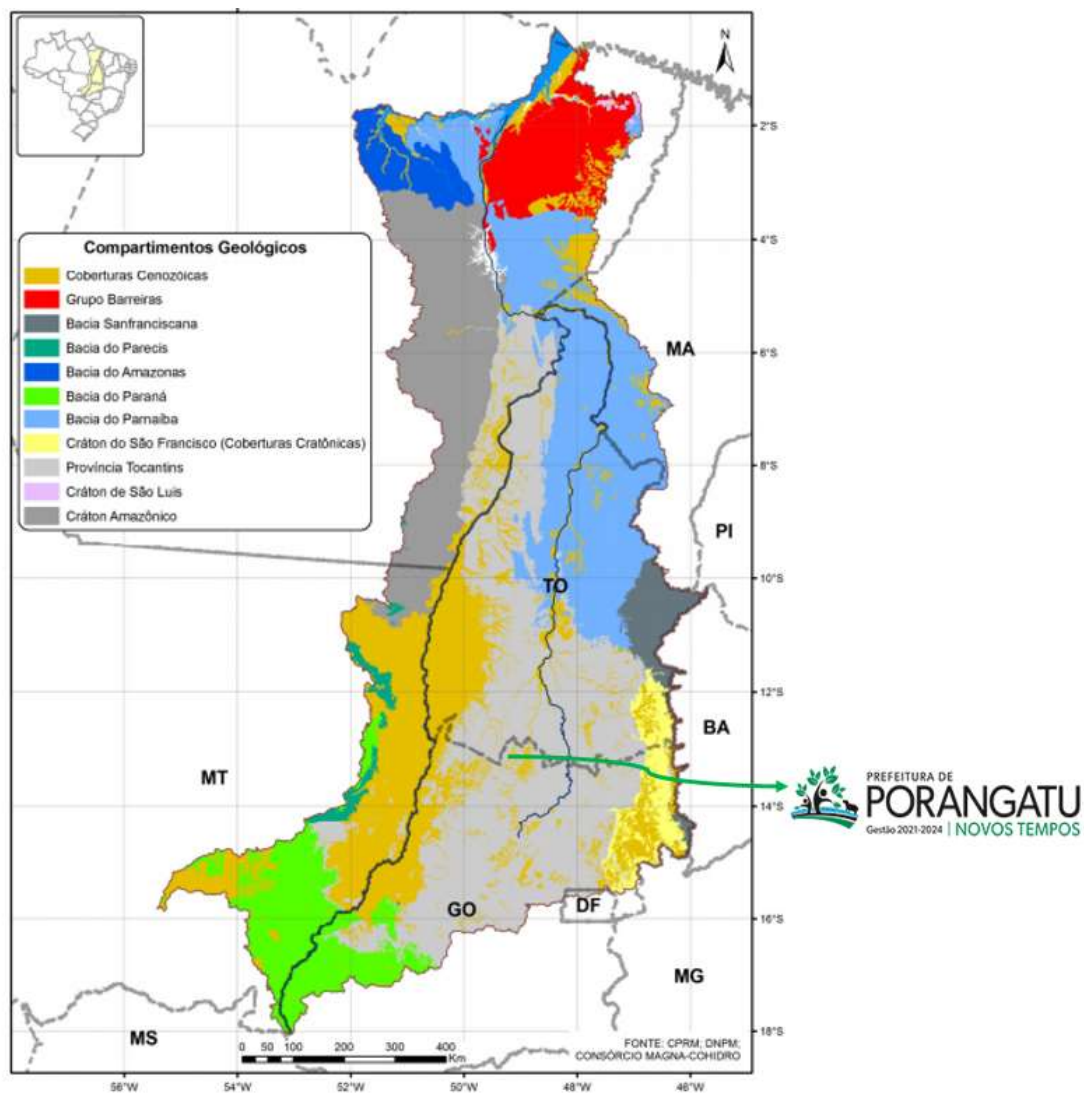 N
2°S
4°S
6°S
8°S
10°S
12°S
14°S
16°S
18°S
Compartimentos Geológicos
Coberturas Cenozóicas
Grupo Barreiras
Bacia Sanfranciscana
Bacia do Parecis
Bacia do Amazonas
Bacia do Paraná
Bacia do Parnaíba
Cráton do São Francisco (Coberturas Cratônicas)
Província Tocantins
Cráton de São Luis
Cráton Amazônico
MA
PI
TO
BA
MT
GO
DF
MG
MS
PREFEITURA DE
PORANGATU
Gestão 2021-2024 | NOVOS TEMPOS
FONTE: CPRM; DNPM;
CONSÓRCIO MAGNA-COHIDRO
0 50 100 200 300 400
Km
56°W 54°W 52°W 50°W 48°W 46°W